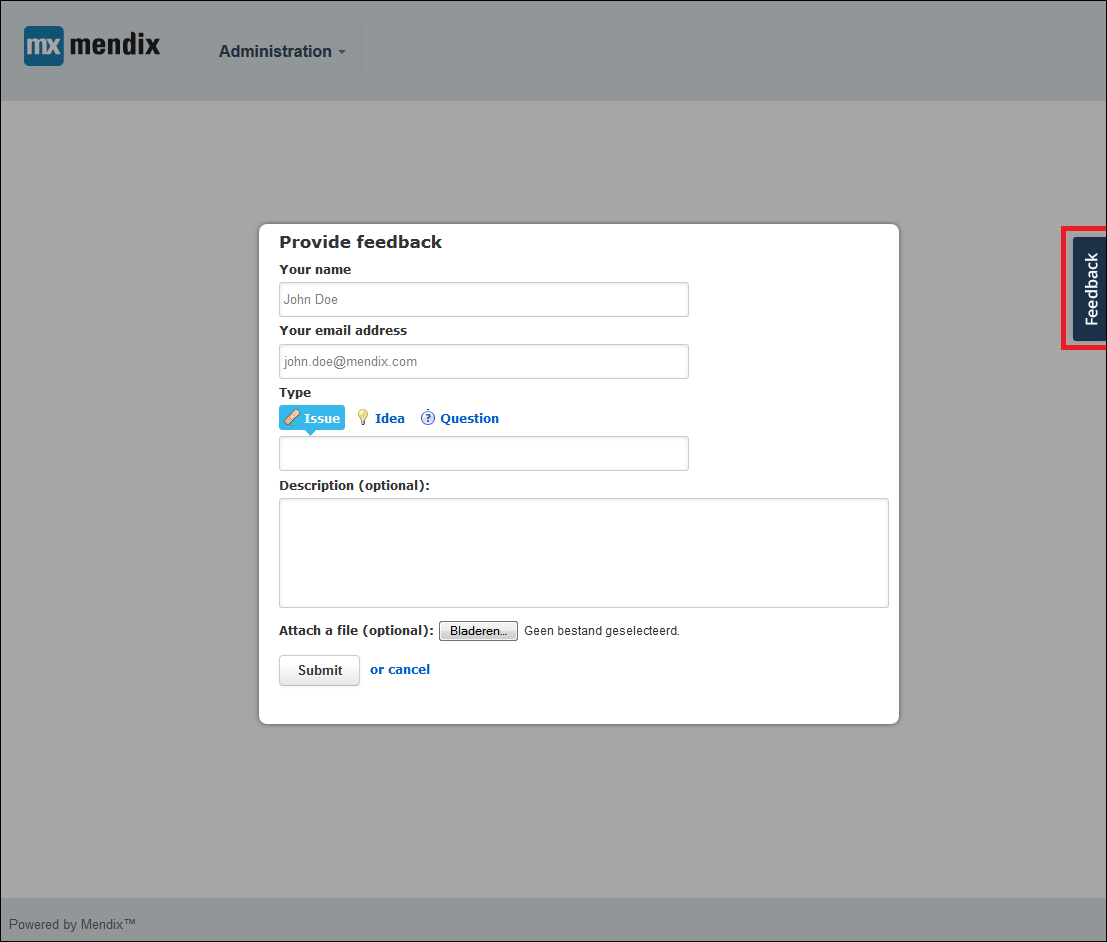 mx mendix
Administration
Provide feedback
Your name
John Doe
Your email address
john.doe@mendix.com
Type
Issue Idea ? Question
Description (optional):
Attach a file (optional): Bladeren... Geen bestand geselecteerd.
Submit or cancel
Feedback
Powered by Mendix™